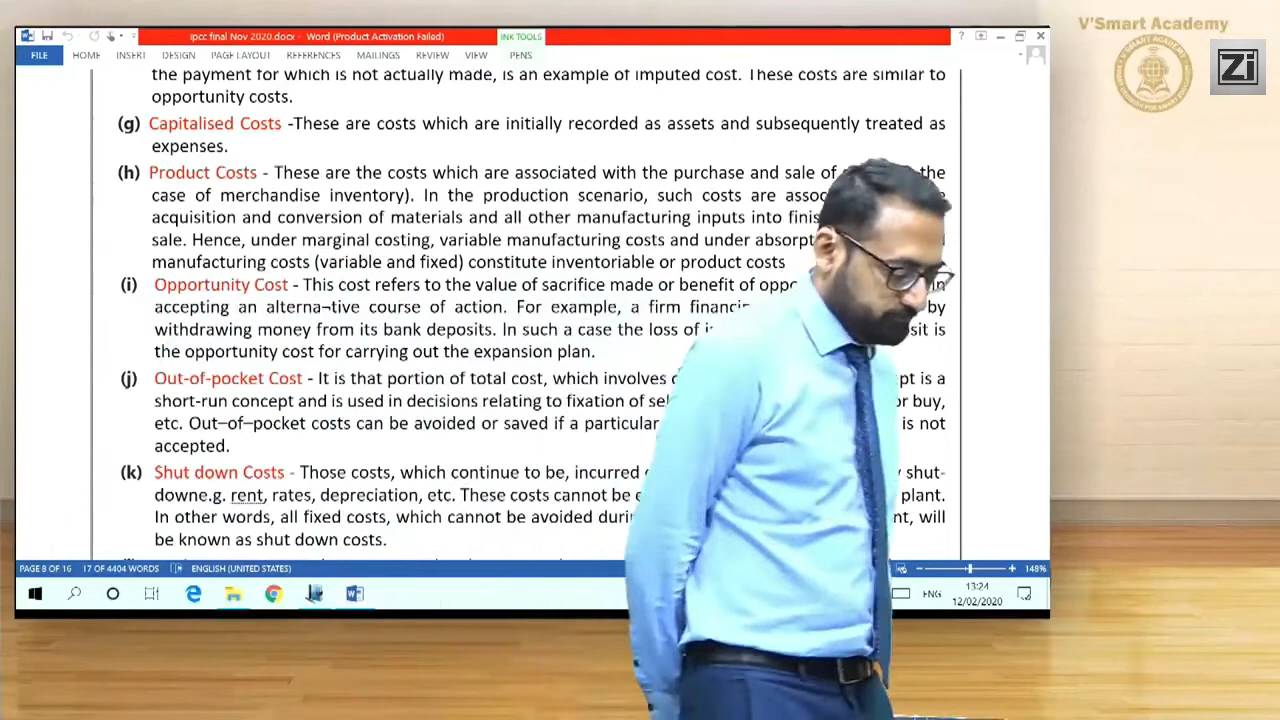 V'Smart Academy
Zi
ipcc final Nov 2020.docx - Word (Product Activation Failed)
INK TOOLS
FILE HOME INSERT DESIGN PAGE LAYOUT REFERENCES MAILINGS REVIEW VIEW PENS
the payment for which is not actually made, is an example of imputed cost. These costs are similar to
opportunity costs.
(g) Capitalised Costs -These are costs which are initially recorded as assets and subsequently treated as
expenses.
(h) Product Costs - These are the costs which are associated with the purchase and sale of the
case of merchandise inventory). In the production scenario, such costs are
acquisition and conversion of materials and all other manufacturing inputs into
sale. Hence, under marginal costing, variable manufacturing costs and under
manufacturing costs (variable and fixed) constitute inventoriable or product costs
(i) Opportunity Cost - This cost refers to the value of sacrifice made or benefit of in
accepting an alterna¬tive course of action. For example, a firm by
withdrawing money from its bank deposits. In such a case the loss of is
the opportunity cost for carrying out the expansion plan.
(j) Out-of-pocket Cost - It is that portion of total cost, which involves is a
short-run concept and is used in decisions relating to fixation of or buy,
etc. Out–of–pocket costs can be avoided or saved if a particular is not
accepted.
(k) Shut down Costs - Those costs, which continue to be, incurred shut-
downe.g. rent, rates, depreciation, etc. These costs cannot be plant.
In other words, all fixed costs, which cannot be avoided will
be known as shut down costs.
PAGE 8 OF 16 17 OF 4404 WORDS ENGLISH (UNITED STATES) 148%
ENG
13:24
12/02/2020